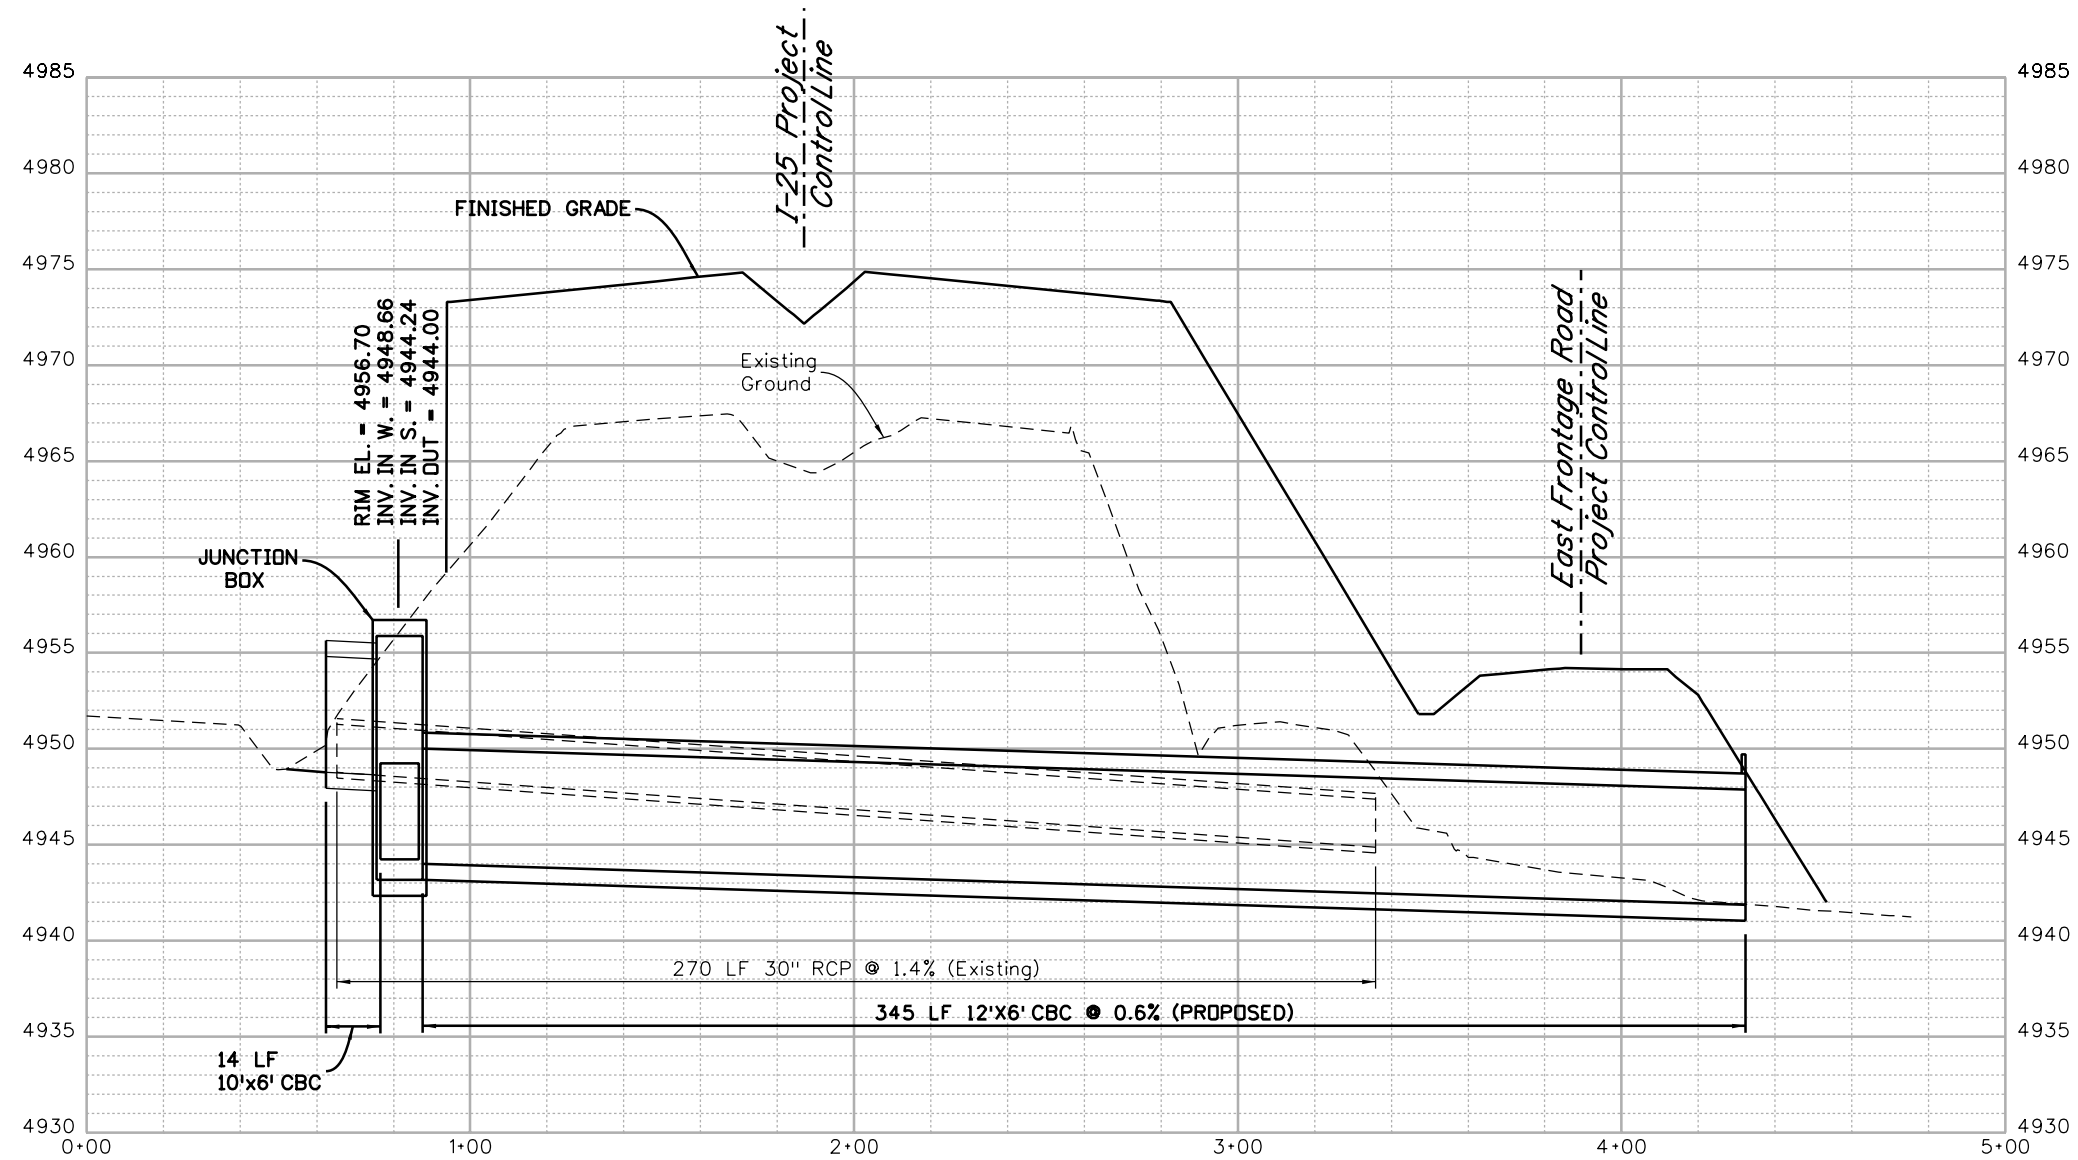 I-25 Project
Control Line
4985
4985
4980
4980
FINISHED GRADE
4975
4975
RIM EL. = 4956.70
INV. IN W. = 4948.66
INV. IN S. = 4944.24
INV. OUT = 4944.00
East Frontage Road
Project Control Line
Existing
Ground
4970
4970
4965
4965
4960
4960
JUNCTION
BOX
4955
4955
4950
4950
4945
4945
4940
4940
270 LF 30" RCP @ 1.4% (Existing)
345 LF 12'X6' CBC @ 0.6% (PROPOSED)
4935
4935
14 LF
10'x6' CBC
4930
4930
0+00
1+00
2+00
3+00
4+00
5+00